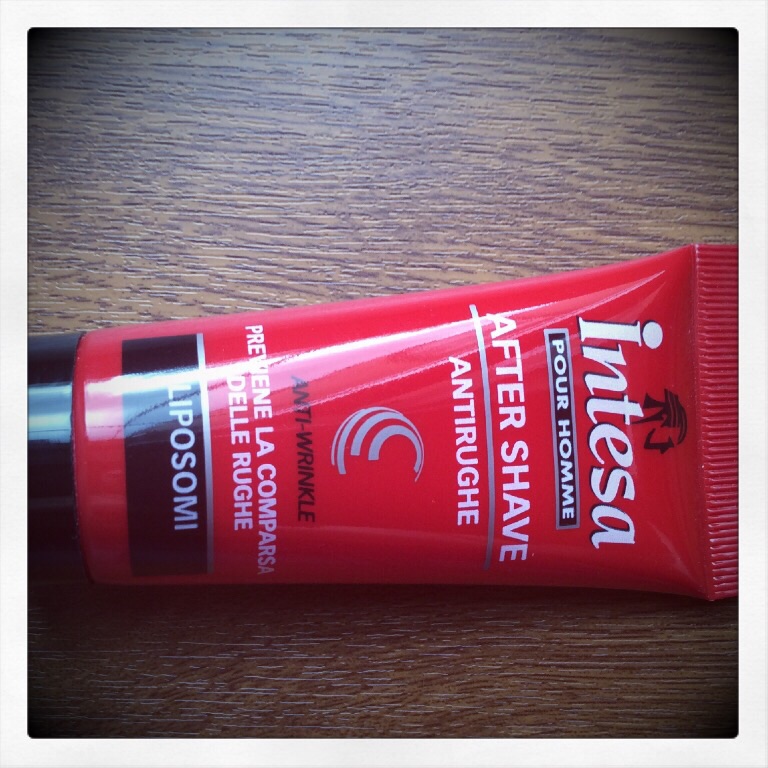 intesa
POUR HOMME
AFTER SHAVE
ANTIRUGHE
ANTI-WRINKLE
PREVIENE LA COMPARSA
DELLE RUGHE
LIPOSOMI